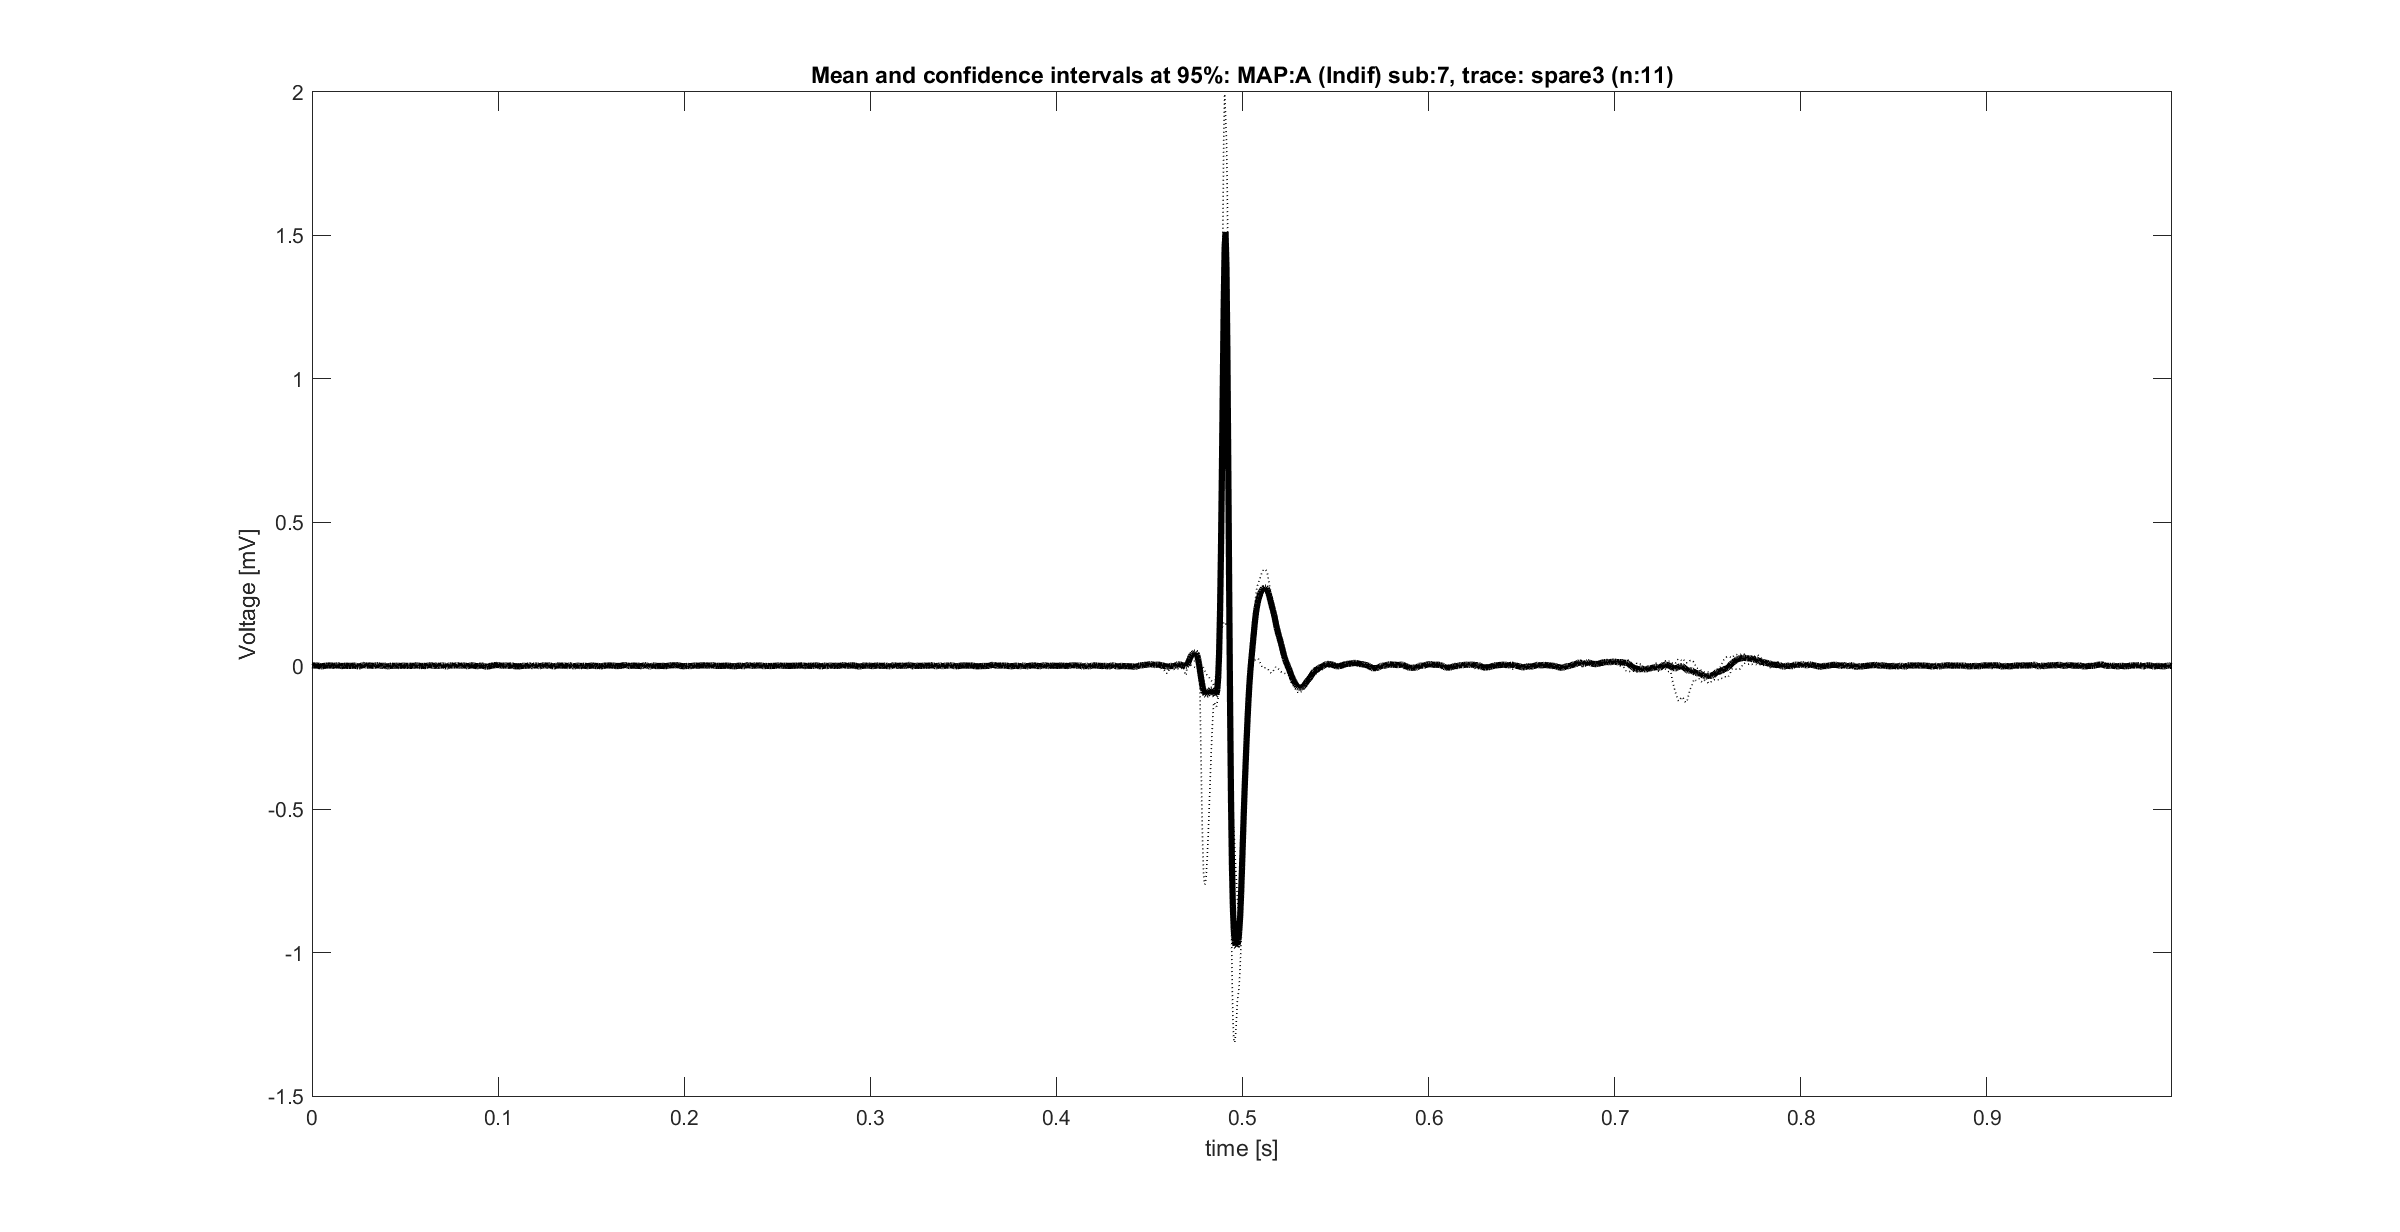 Mean and confidence intervals at 95%: MAP:A (Indif) sub:7, trace: spare3 (n:11)
2
1.5
1
0.5
0
-0.5
-1
-1.5
Voltage [mV]
0 0.1 0.2 0.3 0.4 0.5 0.6 0.7 0.8 0.9
time [s]